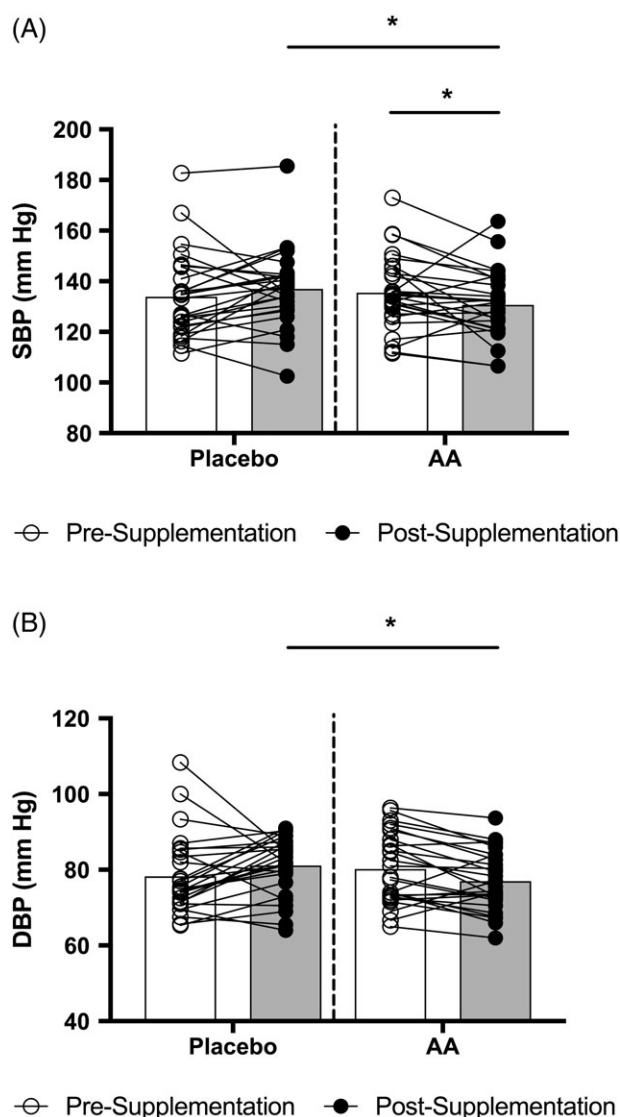 (A)
*
*
200
180
160
140
120
100
80
SBP (mm Hg)
Placebo AA
Pre-Supplementation Post-Supplementation
(B)
*
120
100
80
60
40
DBP (mm Hg)
Placebo AA
Pre-Supplementation Post-Supplementation